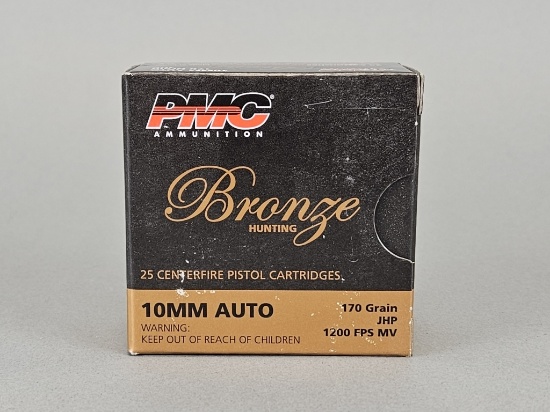 PMC®
AMMUNITION
Bronze
HUNTING
25 CENTERFIRE PISTOL CARTRIDGES
10MM AUTO
170 Grain
JHP
1200 FPS MV
WARNING:
KEEP OUT OF REACH OF CHILDREN